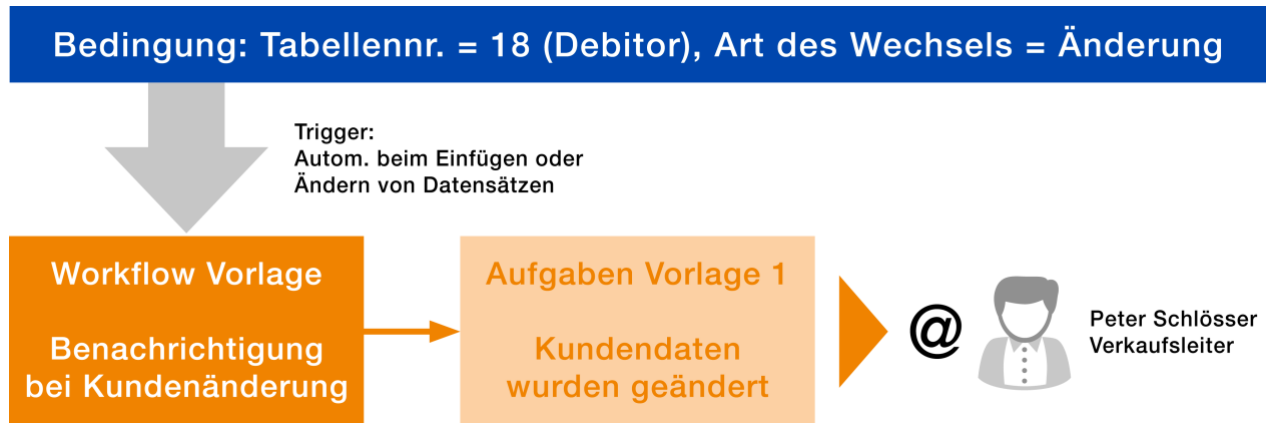 Bedingung: Tabellennr. = 18 (Debitor), Art des Wechsels = Änderung
Trigger:
Autom. beim Einfügen oder
Ändern von Datensätzen
Workflow Vorlage
Benachrichtigung
bei Kundenänderung
Aufgaben Vorlage 1
Kundendaten
wurden geändert
@
Peter Schlösser
Verkaufsleiter